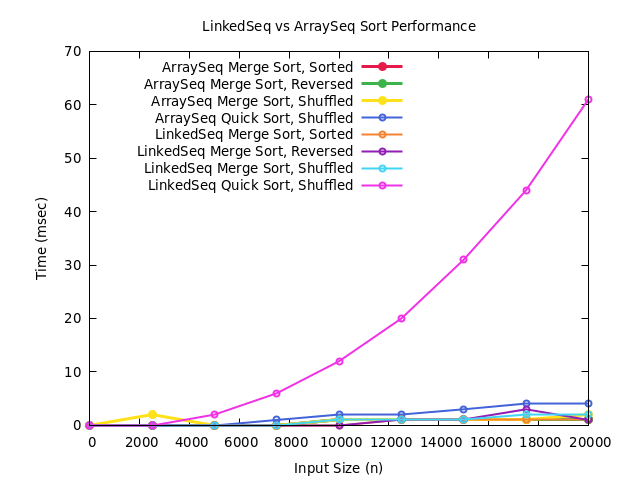 LinkedSeq vs ArraySeq Sort Performance
70
60
50
40
30
20
10
0
Time (msec)
ArraySeq Merge Sort, Sorted
ArraySeq Merge Sort, Reversed
ArraySeq Merge Sort, Shuffled
ArraySeq Quick Sort, Shuffled
LinkedSeq Merge Sort, Sorted
LinkedSeq Merge Sort, Reversed
LinkedSeq Merge Sort, Shuffled
LinkedSeq Quick Sort, Shuffled
0 2000 4000 6000 8000 10000 12000 14000 16000 18000 20000
Input Size (n)